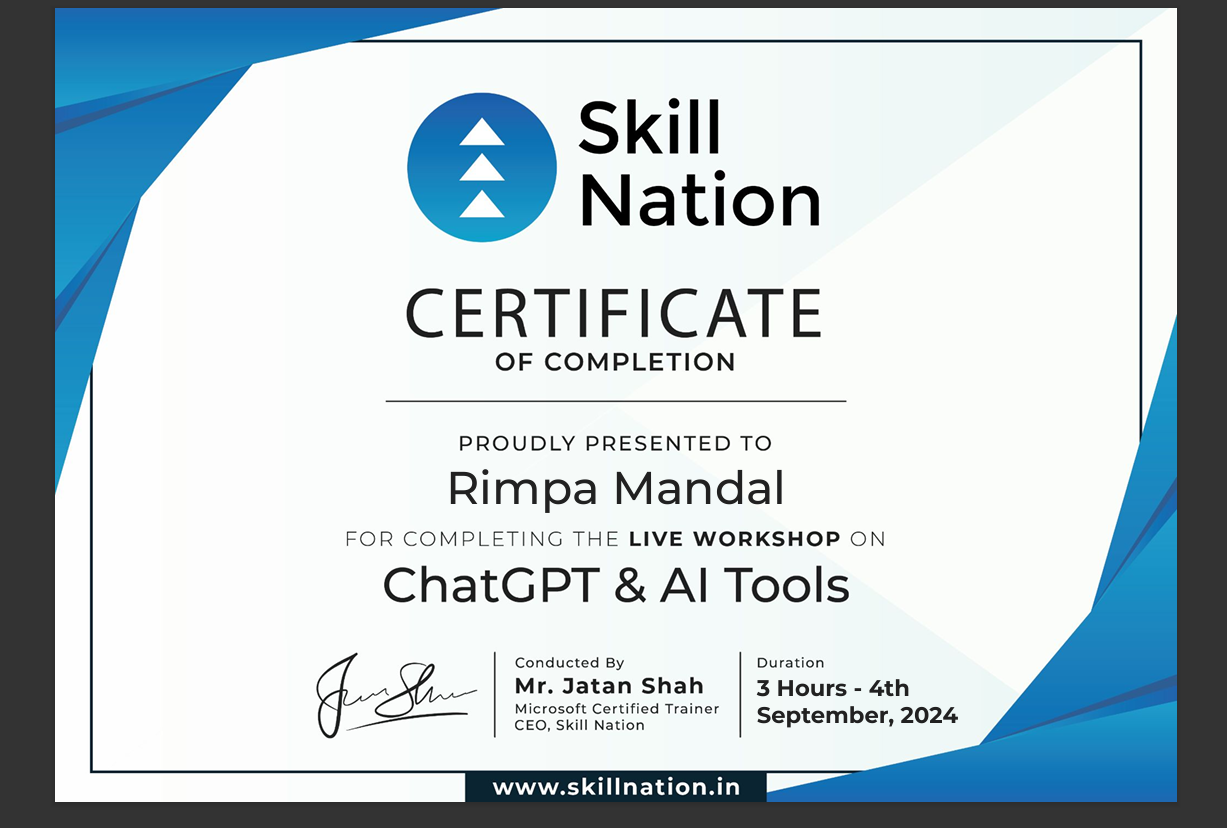 Skill
Nation
CERTIFICATE
OF COMPLETION
PROUDLY PRESENTED TO
Rimpa Mandal
FOR COMPLETING THE LIVE WORKSHOP ON
ChatGPT & AI Tools
Conducted By
Mr. Jatan Shah
Microsoft Certified Trainer
CEO, Skill Nation
Duration
3 Hours - 4th
September, 2024
www.skillnation.in